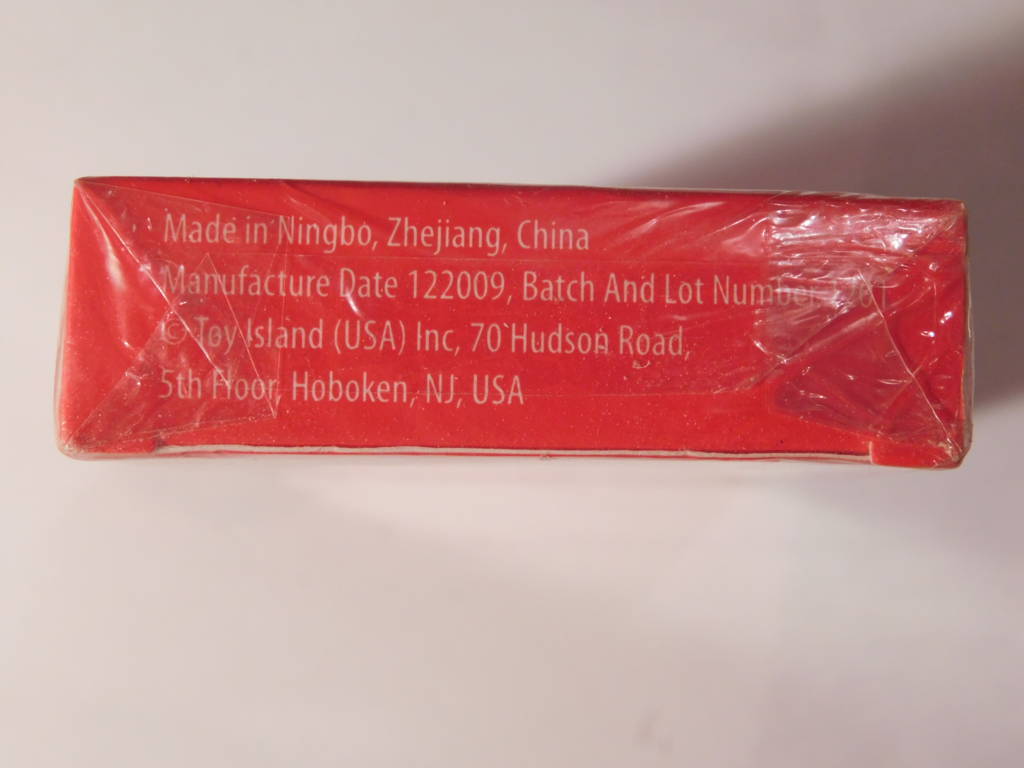 Made in Ningbo, Zhejiang, China
Manufacture Date 122009, Batch And Lot Number
© Toy Island (USA) Inc, 70 Hudson Road,
5th Floor, Hoboken, NJ, USA